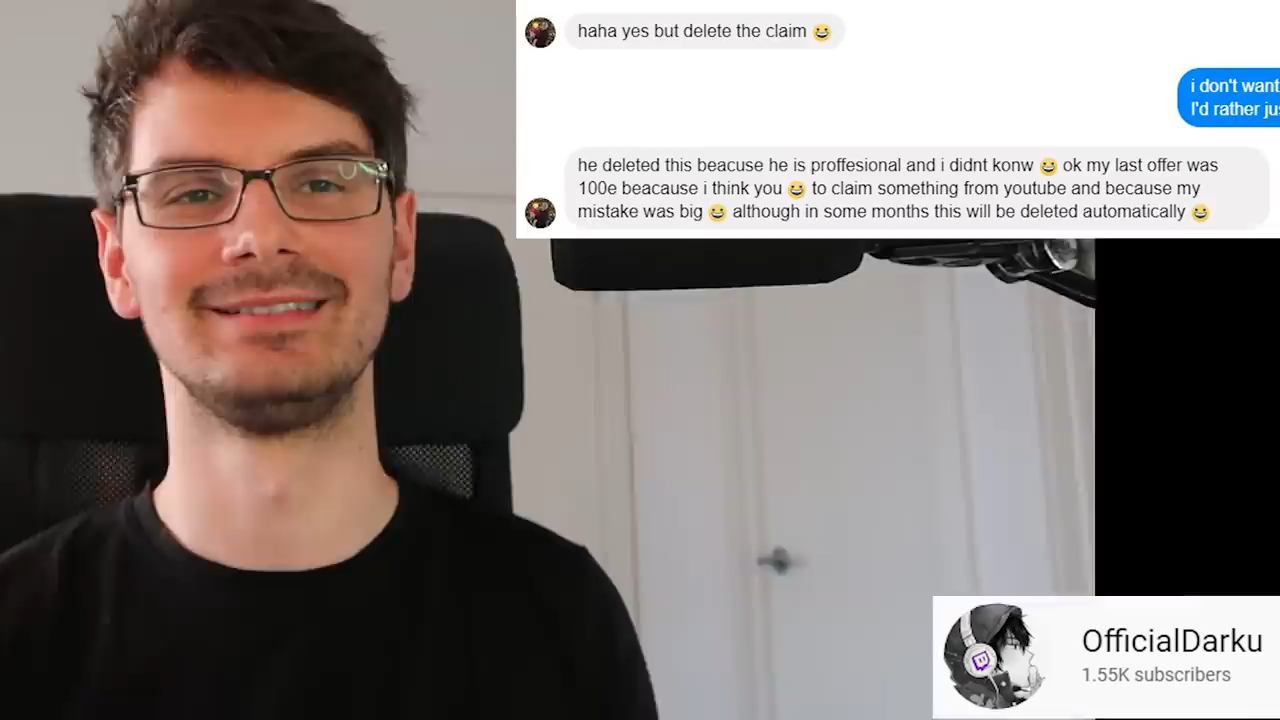 haha yes but delete the claim 😀
i don't want
I'd rather
he deleted this beacuse he is proffesional and i didnt konw 😀 ok my last offer was
100e beacause i think you 😀 to claim something from youtube and because my
mistake was big 😀 although in some months this will be deleted automatically 😀
OfficialDarku
1.55K subscribers